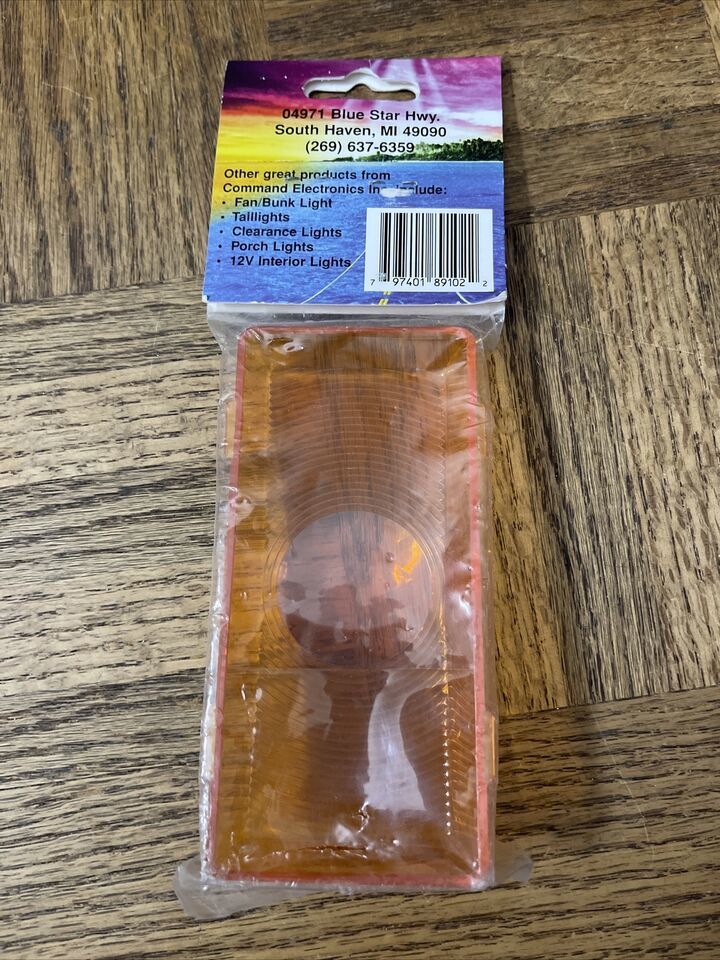 04971 Blue Star Hwy.
South Haven, MI 49090
(269) 637-6359
Other great products from
Command Electronics Inc. include:
• Fan/Bunk Light
• Taillights
• Clearance Lights
• Porch Lights
• 12V Interior Lights
7 97401 89102 2